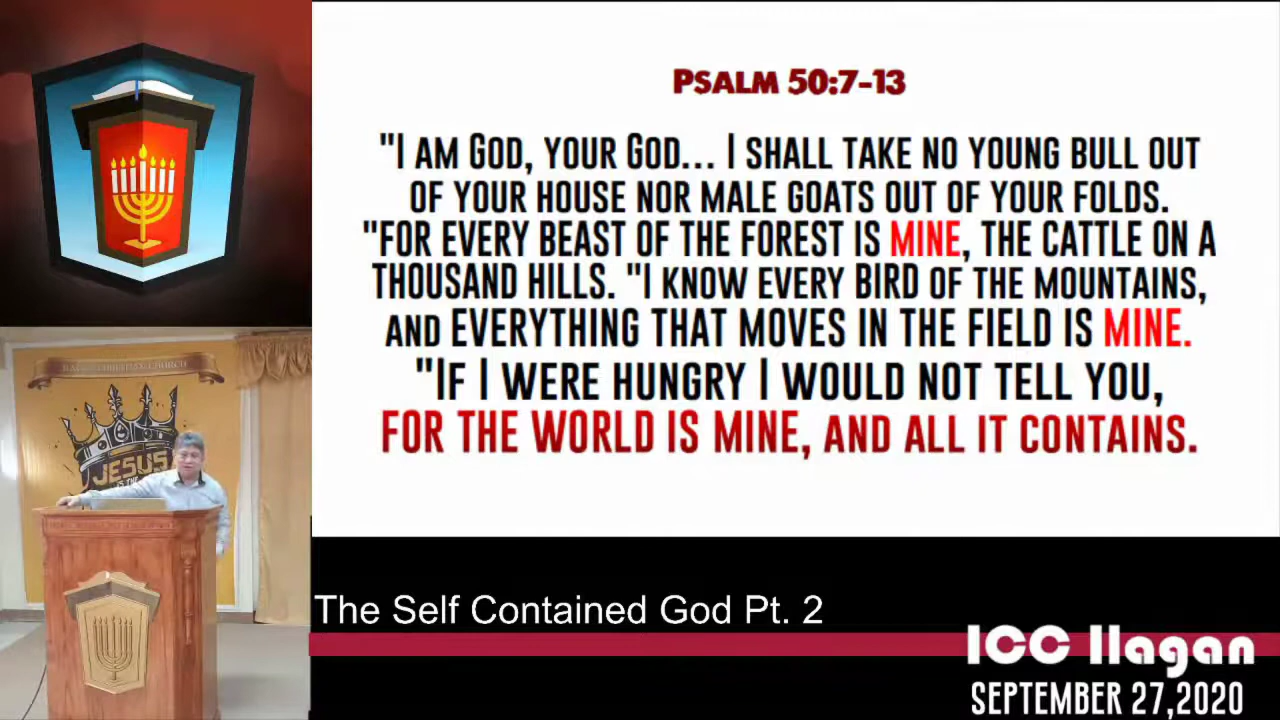 PSALM 50:7-13
"I AM GOD, YOUR GOD... I SHALL TAKE NO YOUNG BULL OUT
OF YOUR HOUSE NOR MALE GOATS OUT OF YOUR FOLDS.
"FOR EVERY BEAST OF THE FOREST IS MINE, THE CATTLE ON A
THOUSAND HILLS. "I KNOW EVERY BIRD OF THE MOUNTAINS,
AND EVERYTHING THAT MOVES IN THE FIELD IS MINE.
"IF I WERE HUNGRY I WOULD NOT TELL YOU,
FOR THE WORLD IS MINE, AND ALL IT CONTAINS.
JESUS
IS THE
The Self Contained God Pt. 2
ICC Ilagan
SEPTEMBER 27,2020